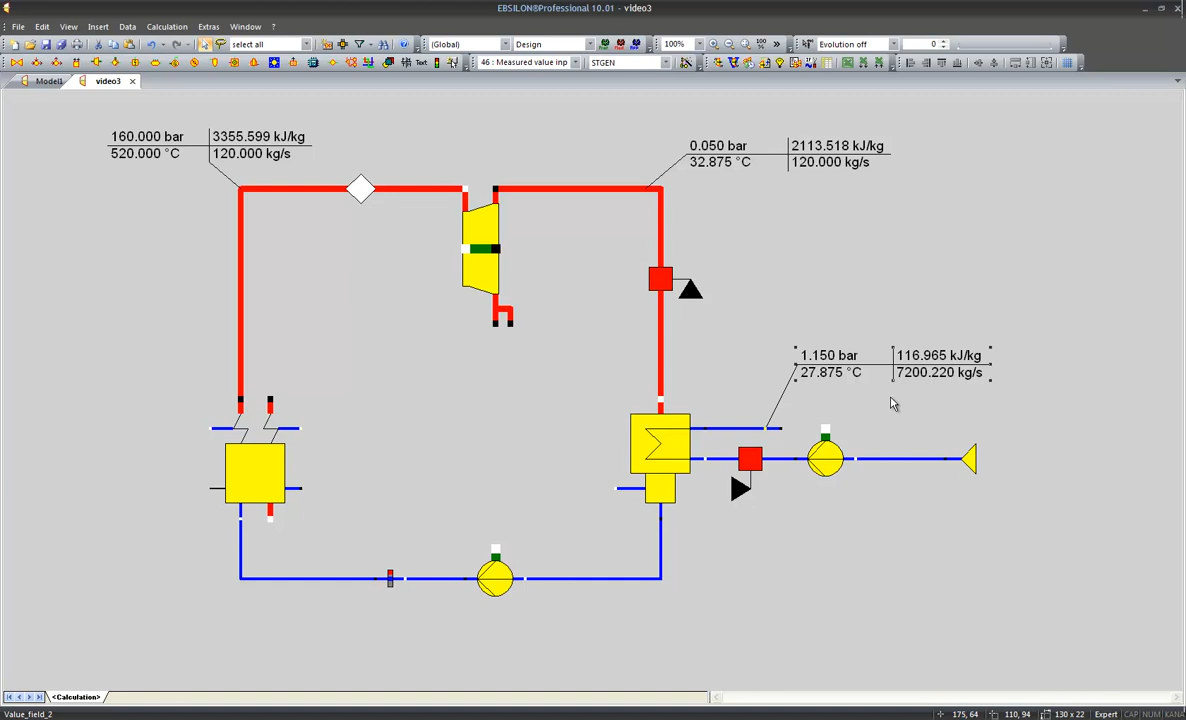 EBSILON®Professional 10.01 - video3
File Edit View Insert Data Calculation Extras Window ?
select all (Global) Design 100% Evolution off 0
Text 46 : Measured value inp STGEN
Model1 video3
160.000 bar 3355.599 kJ/kg
520.000 °C 120.000 kg/s
0.050 bar 2113.518 kJ/kg
32.875 °C 120.000 kg/s
1.150 bar 116.965 kJ/kg
27.875 °C 7200.220 kg/s
<Calculation>
Value_field_2 175, 64 110, 94 130 x 22 Expert CAP NUM KANA